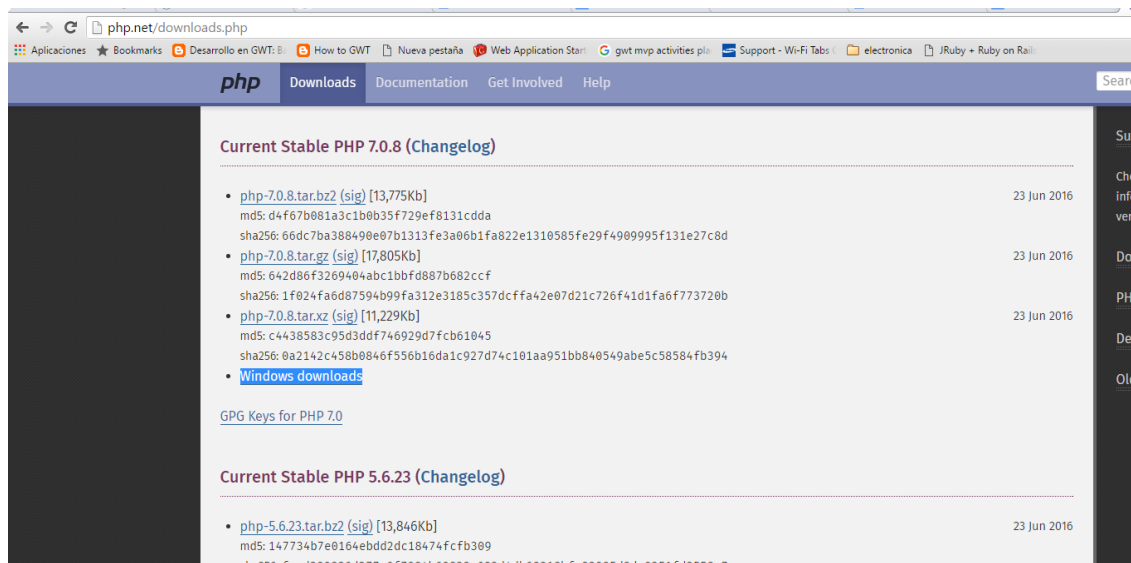 php.net/downloads.php
Aplicaciones Bookmarks Desarrollo en GWT: B How to GWT Nueva pestaña Web Application Start gwt mvp activities pla Support - Wi-Fi Tabs electronica JRuby + Ruby on Rails
php Downloads Documentation Get Involved Help
Current Stable PHP 7.0.8 (Changelog)
php-7.0.8.tar.bz2 (sig) [13,775Kb] 23 Jun 2016
md5: d4f67b081a3c1b0b35f729ef8131cdda
sha256: 66dc7ba388490e07b1313fe3a06b1fa822e1310585fe29f4909995f131e27c8d
php-7.0.8.tar.gz (sig) [17,805Kb] 23 Jun 2016
md5: 642d86f3269404abc1bbfd887b682ccf
sha256: 1f024fa6d87594b99fa312e3185c357dcffa42e07d21c726f41d1fa6f773720b
php-7.0.8.tar.xz (sig) [11,229Kb] 23 Jun 2016
md5: c4438583c95d3ddf746929d7fcb61045
sha256: 0a2142c458b0846f556b16da1c927d74c101aa951bb840549abe5c58584fb394
Windows downloads
GPG Keys for PHP 7.0
Current Stable PHP 5.6.23 (Changelog)
php-5.6.23.tar.bz2 (sig) [13,846Kb] 23 Jun 2016
md5: 147734b7e0164ebdd2dc18474fcfb309